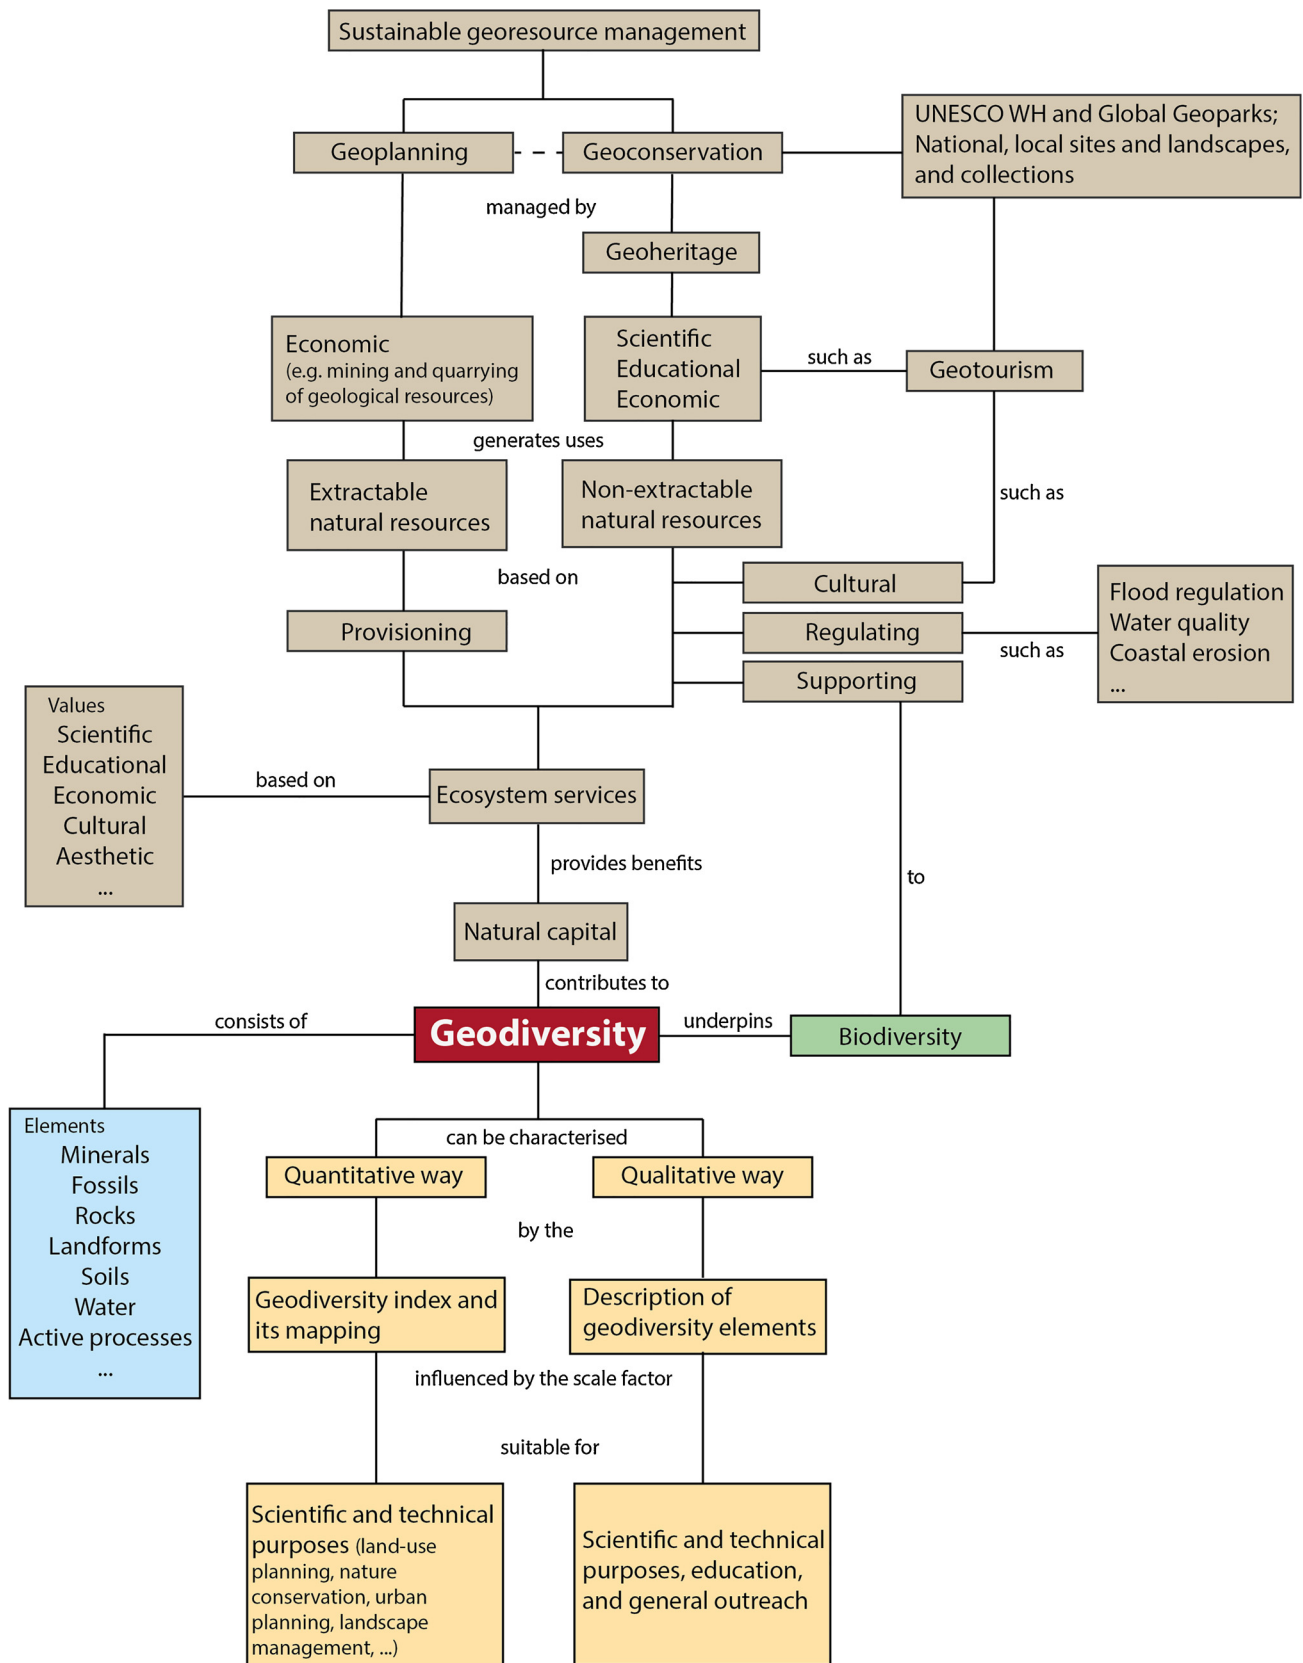 Sustainable georesource management
Geoplanning
Geoconservation
UNESCO WH and Global Geoparks;
National, local sites and landscapes,
and collections
managed by
Geoheritage
Economic
(e.g. mining and quarrying
of geological resources)
Scientific
Educational
Economic
such as
Geotourism
generates uses
Extractable
natural resources
Non-extractable
natural resources
such as
based on
Provisioning
Cultural
Regulating
Supporting
such as
Flood regulation
Water quality
Coastal erosion
...
Values
Scientific
Educational
Economic
Cultural
Aesthetic
...
based on
Ecosystem services
provides benefits
to
Natural capital
contributes to
consists of
Geodiversity
underpins
Biodiversity
Elements
Minerals
Fossils
Rocks
Landforms
Soils
Water
Active processes
...
can be characterised
Quantitative way
Qualitative way
by the
Geodiversity index and
its mapping
Description of
geodiversity elements
influenced by the scale factor
suitable for
Scientific and technical
purposes (land-use
planning, nature
conservation, urban
planning, landscape
management, ...)
Scientific and technical
purposes, education,
and general outreach